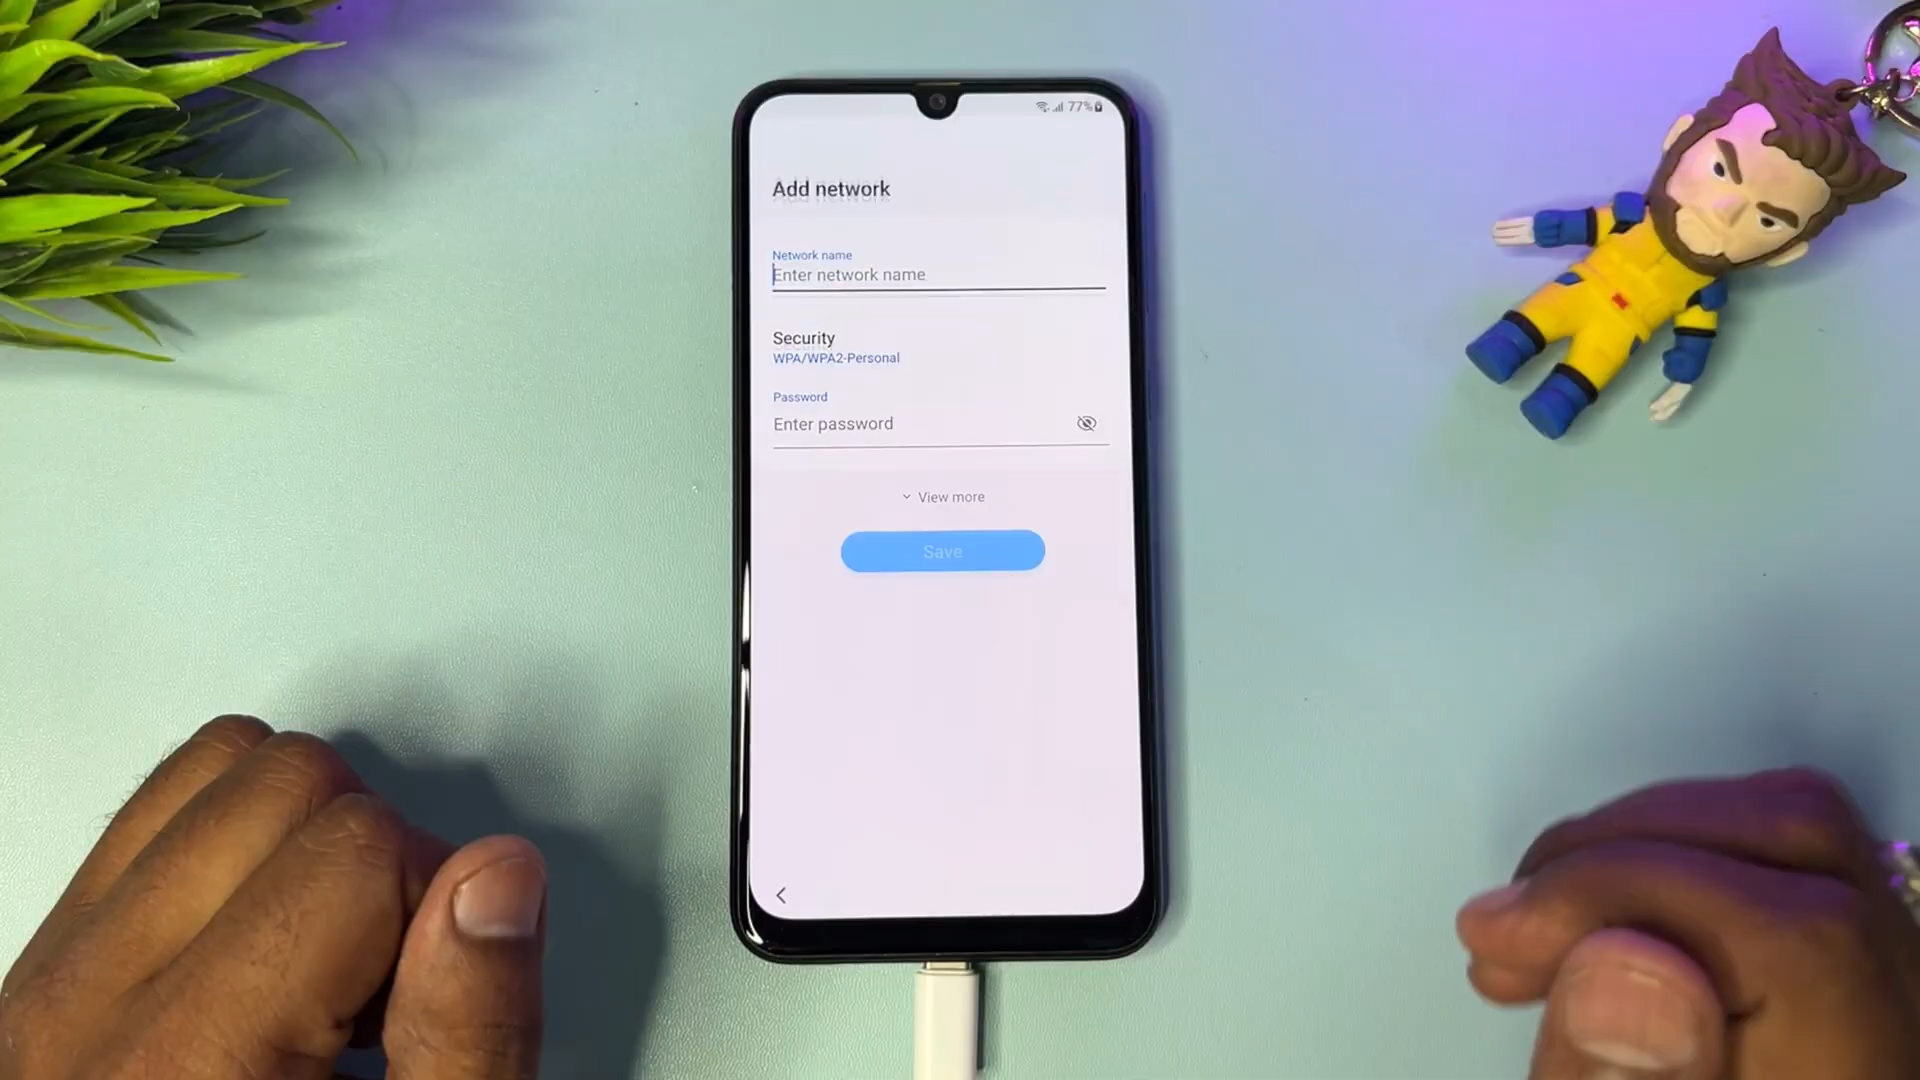 77%
Add network
Network name
Enter network name
Security
WPA/WPA2-Personal
Password
Enter password
View more
Save